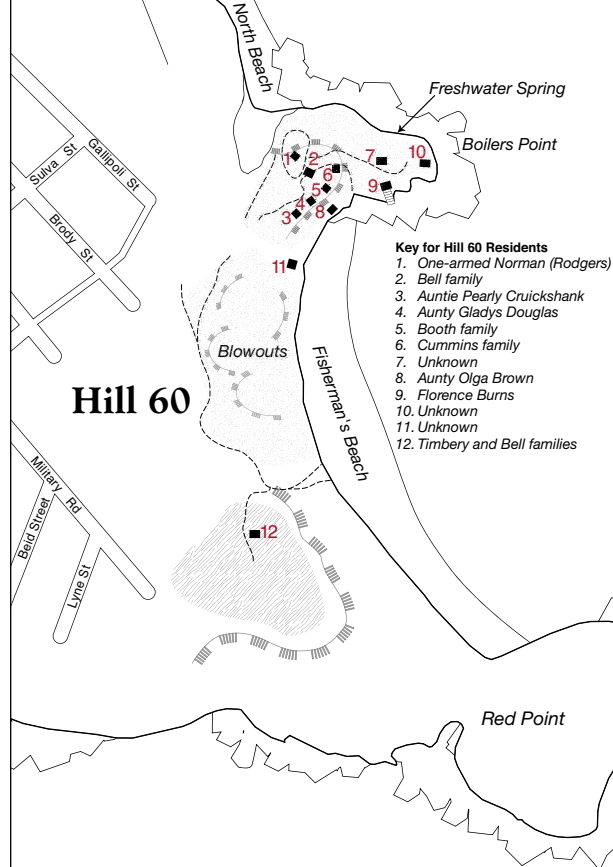 North Beach
Freshwater Spring
Boilers Point
Gallipoli St
Sulva St
Brody St
1
2
3
4
5
6
7
8
9
10
11
Key for Hill 60 Residents
1. One-armed Norman (Rodgers)
2. Bell family
3. Auntie Pearly Cruickshank
4. Aunty Gladys Douglas
5. Booth family
6. Cummins family
7. Unknown
8. Aunty Olga Brown
9. Florence Burns
10. Unknown
11. Unknown
12. Timbery and Bell families
Blowouts
Hill 60
Fisherman's Beach
Military Rd
Beid Street
Lyne St
12
Red Point